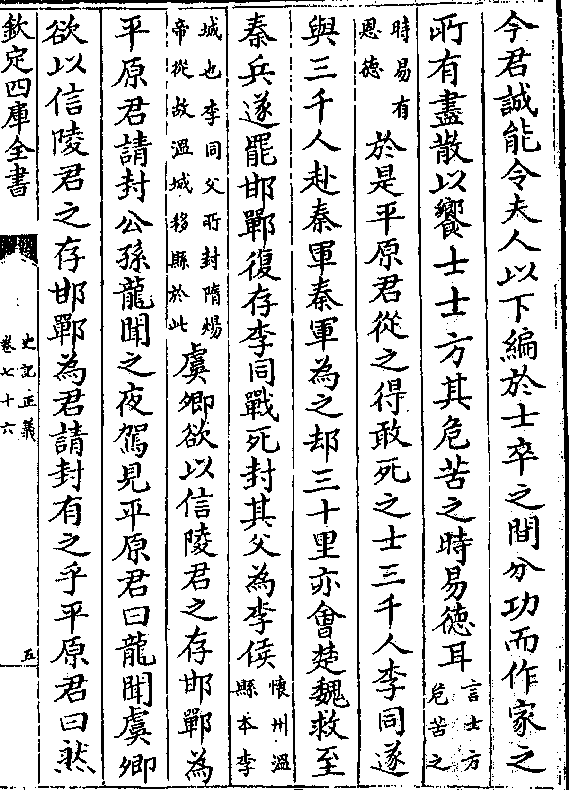 今君誠能令夫人以下編於士卒之間分功而作家之
所有盡散以饗士士方其危苦之時易德耳言士方危苦之
時易有恩德於是平原君從之得敢死之士三千人李同遂
與三千人赴秦軍秦軍為之却三十里亦會楚魏救至
秦兵遂罷邯鄲復存李同戰死封其父為李侯懷州溫縣本李
城也李同父所封隋煬帝從故溫城移縣於此虞卿欲以信陵君之存邯鄲為
平原君請封公孫龍聞之夜駕見平原君曰龍聞虞卿
欲以信陵君之存邯鄲為君請封有之乎平原君曰然
欽定四庫全書
史記正義
卷七十六
五